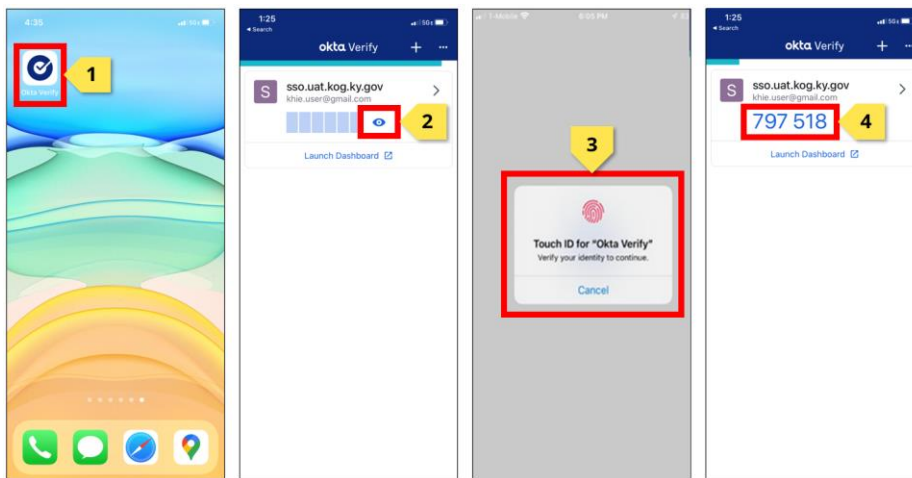 4:35
5G E
Okta Verify
1
1:25
Search
5G E
okta Verify
S
sso.uat.kog.ky.gov
khie.user@gmail.com
2
Launch Dashboard
T-Mobile
6:05 PM
3
Touch ID for "Okta Verify"
Verify your identity to continue.
Cancel
1:25
Search
5G E
okta Verify
S
sso.uat.kog.ky.gov
khie.user@gmail.com
797 518
4
Launch Dashboard